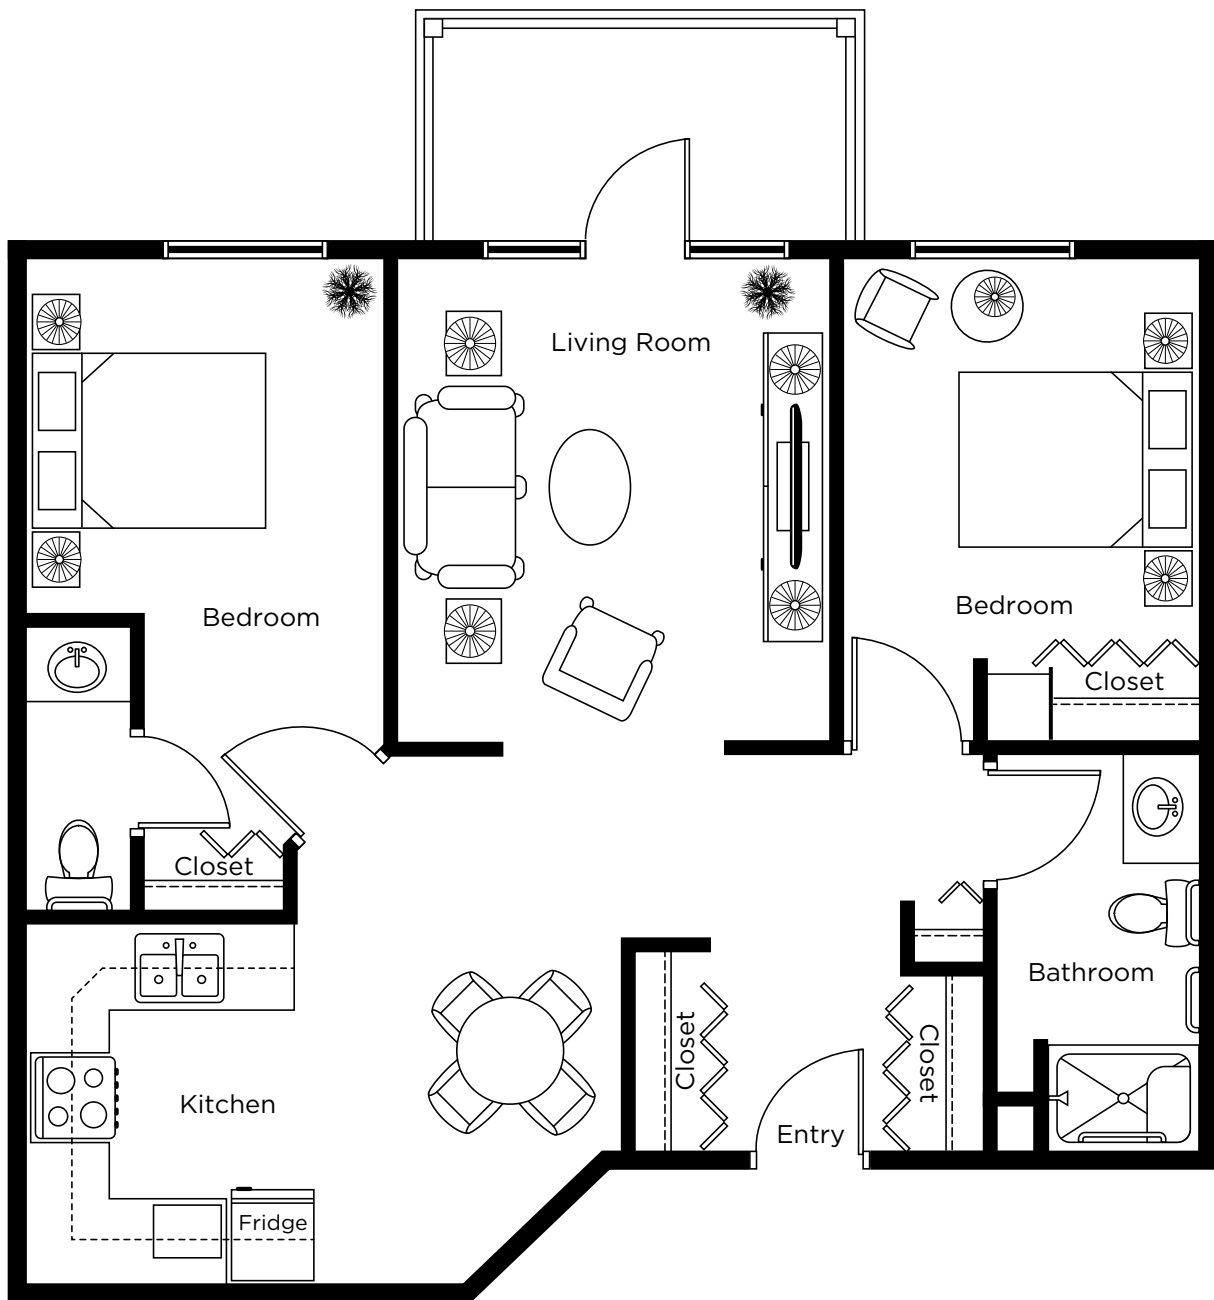 Living Room
Bedroom
Bedroom
Closet
Closet
Bathroom
Closet
Closet
Kitchen
Entry
Fridge